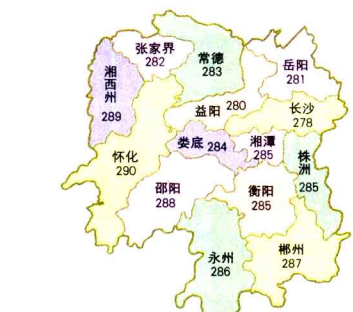 张家界
282
常德
283
岳阳
281
湘西州
289
益阳 280
长沙
278
娄底 284
湘潭
285
株洲
285
怀化
290
邵阳
288
衡阳
285
永州
286
郴州
287